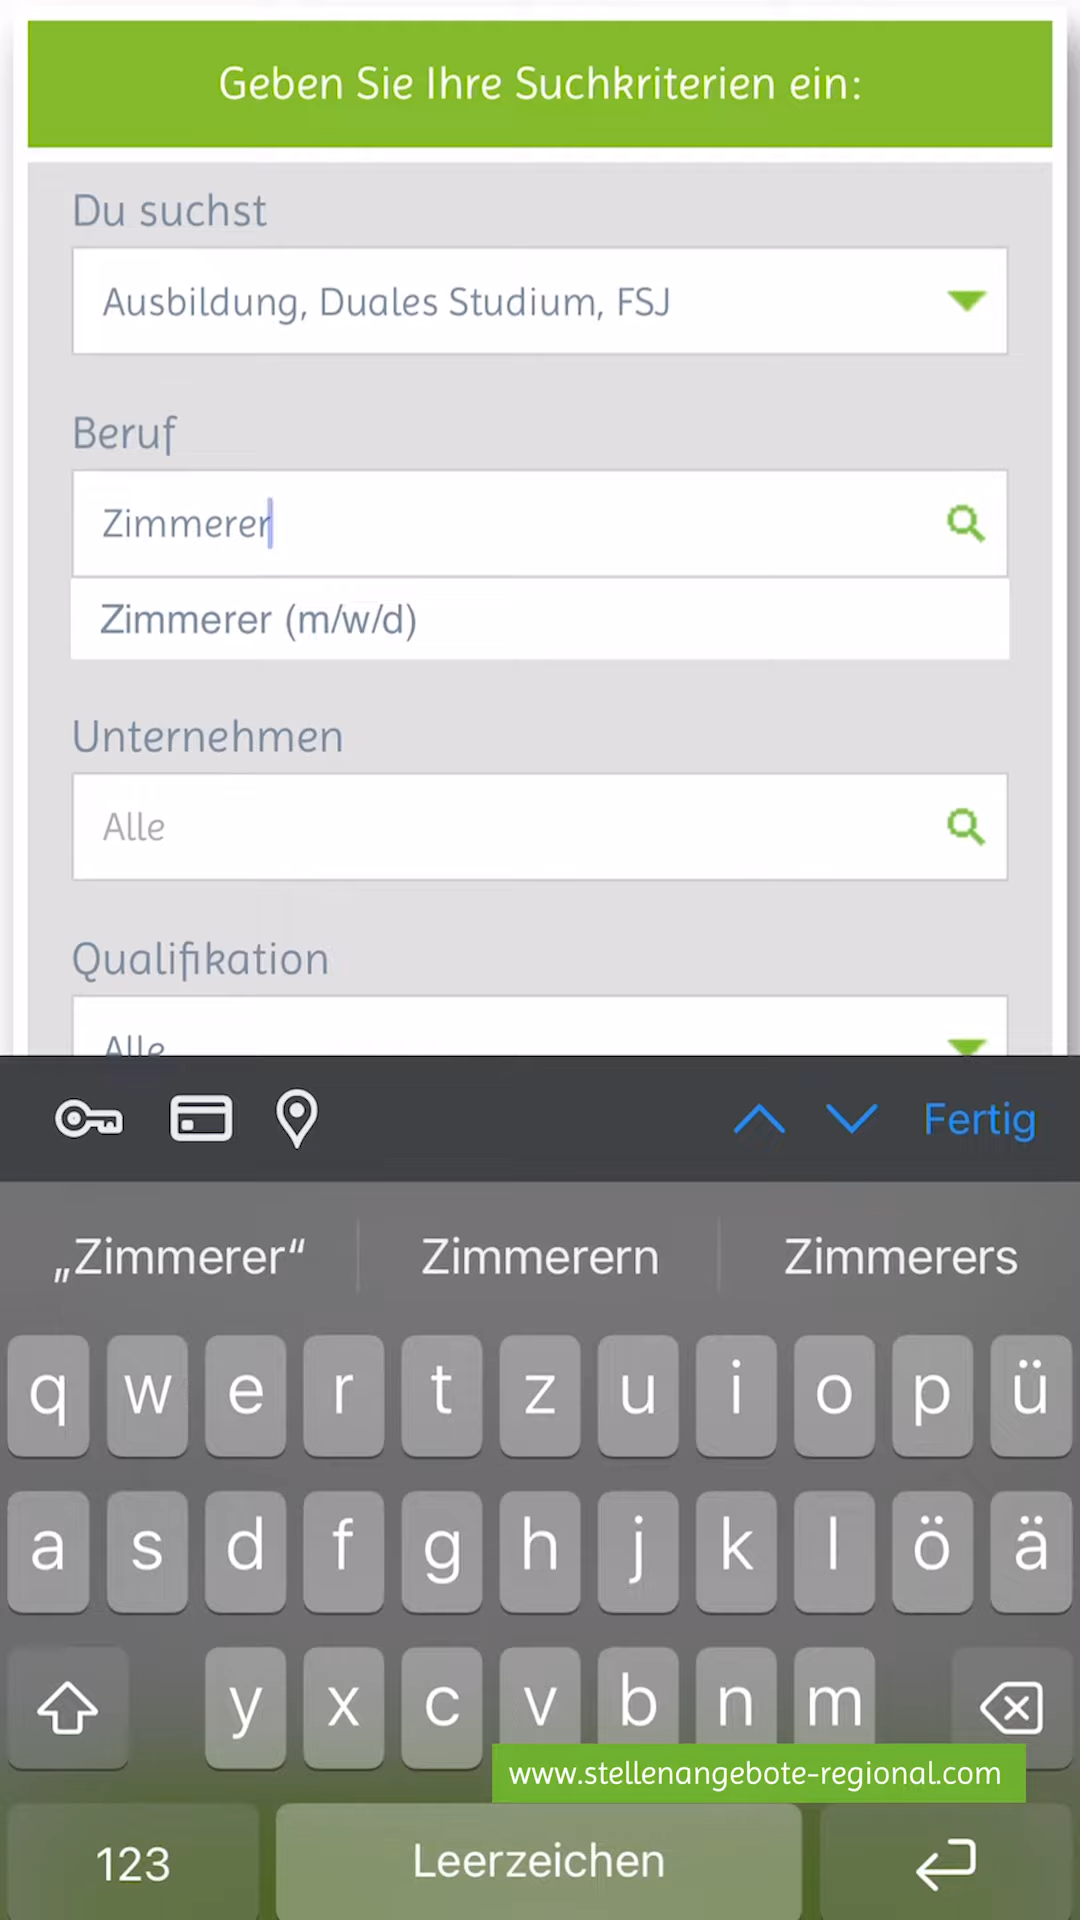 Geben Sie Ihre Suchkriterien ein:
Du suchst
Ausbildung, Duales Studium, FSJ
Beruf
Zimmerer
Zimmerer (m/w/d)
Unternehmen
Alle
Qualifikation
Alle
Fertig
„Zimmerer“ Zimmerern Zimmerers
q w e r t z u i o p ü
a s d f g h j k l ö ä
y x c v b n m
www.stellenangebote-regional.com
123 Leerzeichen